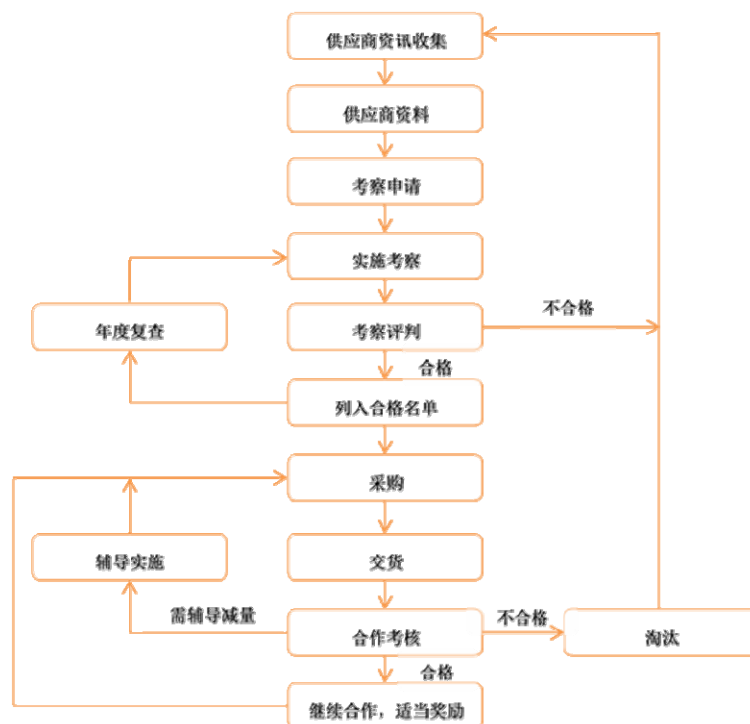 供应商资讯收集
供应商资料
考察申请
实施考察
年度复查
考察评判
不合格
合格
列入合格名单
采购
辅导实施
交货
需辅导减量
合作考核
不合格
淘汰
合格
继续合作，适当奖励